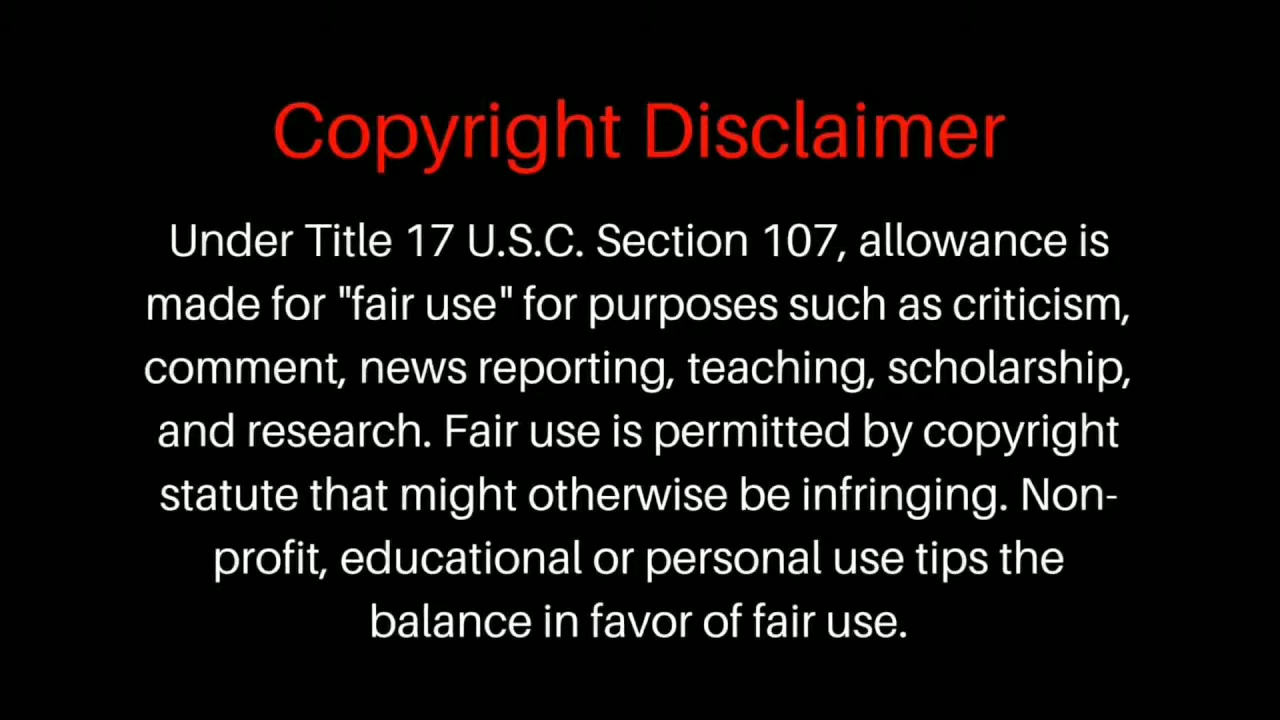 Copyright Disclaimer
Under Title 17 U.S.C. Section 107, allowance is
made for "fair use" for purposes such as criticism,
comment, news reporting, teaching, scholarship,
and research. Fair use is permitted by copyright
statute that might otherwise be infringing. Non-
profit, educational or personal use tips the
balance in favor of fair use.